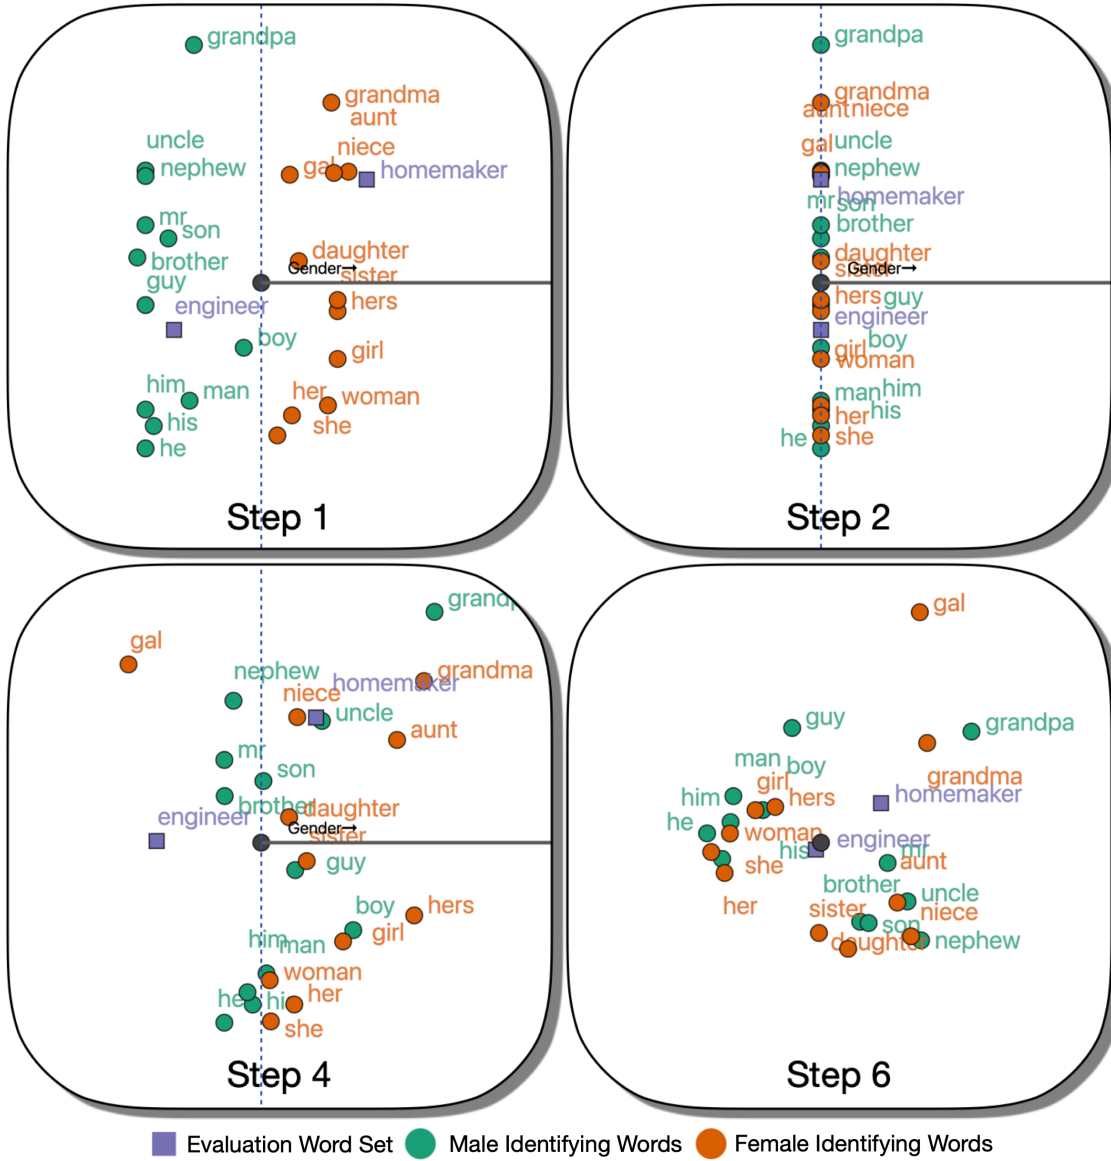 grandpa
grandma
aunt
uncle
niece
nephew
gal
homemaker
mr
son
daughter
brother
Gender→
sister
guy
hers
engineer
boy
girl
him
man
her
woman
his
she
he
Step 1
grandpa
grandma
aunt niece
gal uncle
nephew
homemaker
mr son
brother
daughter
sister
Gender→
hers guy
engineer
boy
girl
woman
man him
her his
he she
Step 2
grandp
gal
nephew
grandma
niece
homemaker
uncle
aunt
mr
son
brother
daughter
engineer
Gender→
sister
guy
boy
hers
girl
him
man
woman
he
his
her
she
Step 4
gal
guy
grandpa
man
boy
girl
grandma
him
hers
homemaker
he
woman
engineer
his
mr
she
aunt
brother
uncle
her
sister
niece
son
daughter
nephew
Step 6
Evaluation Word Set
Male Identifying Words
Female Identifying Words